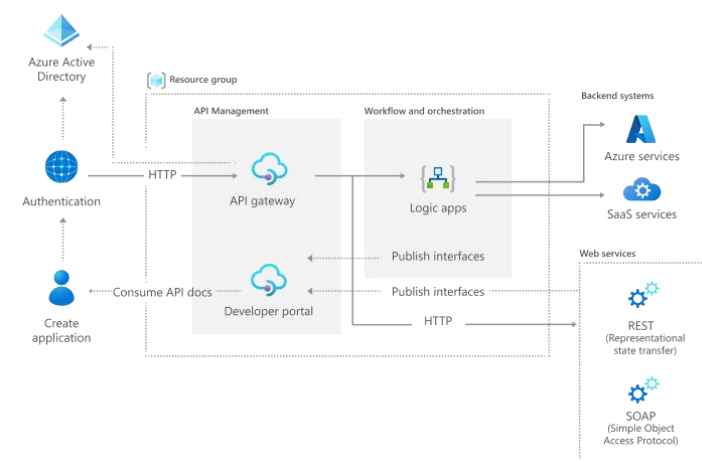 Azure Active
Directory
Resource group
API Management
Workflow and orchestration
Backend systems
Azure services
HTTP
Authentication
API gateway
Logic apps
SaaS services
Publish interfaces
Web services
Consume API docs
Publish interfaces
Developer portal
HTTP
Create
application
REST
(Representational
state transfer)
SOAP
(Simple Object
Access Protocol)